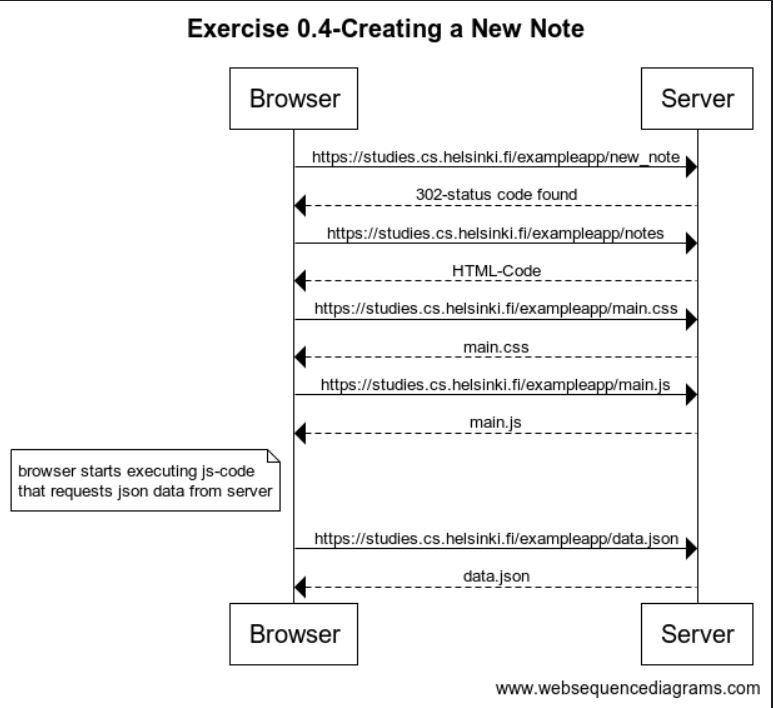 Exercise 0.4-Creating a New Note
Browser
Server
https://studies.cs.helsinki.fi/exampleapp/new_note
302-status code found
https://studies.cs.helsinki.fi/exampleapp/notes
HTML-Code
https://studies.cs.helsinki.fi/exampleapp/main.css
main.css
https://studies.cs.helsinki.fi/exampleapp/main.js
main.js
browser starts executing js-code
that requests json data from server
https://studies.cs.helsinki.fi/exampleapp/data.json
data.json
Browser
Server
www.websequencediagrams.com